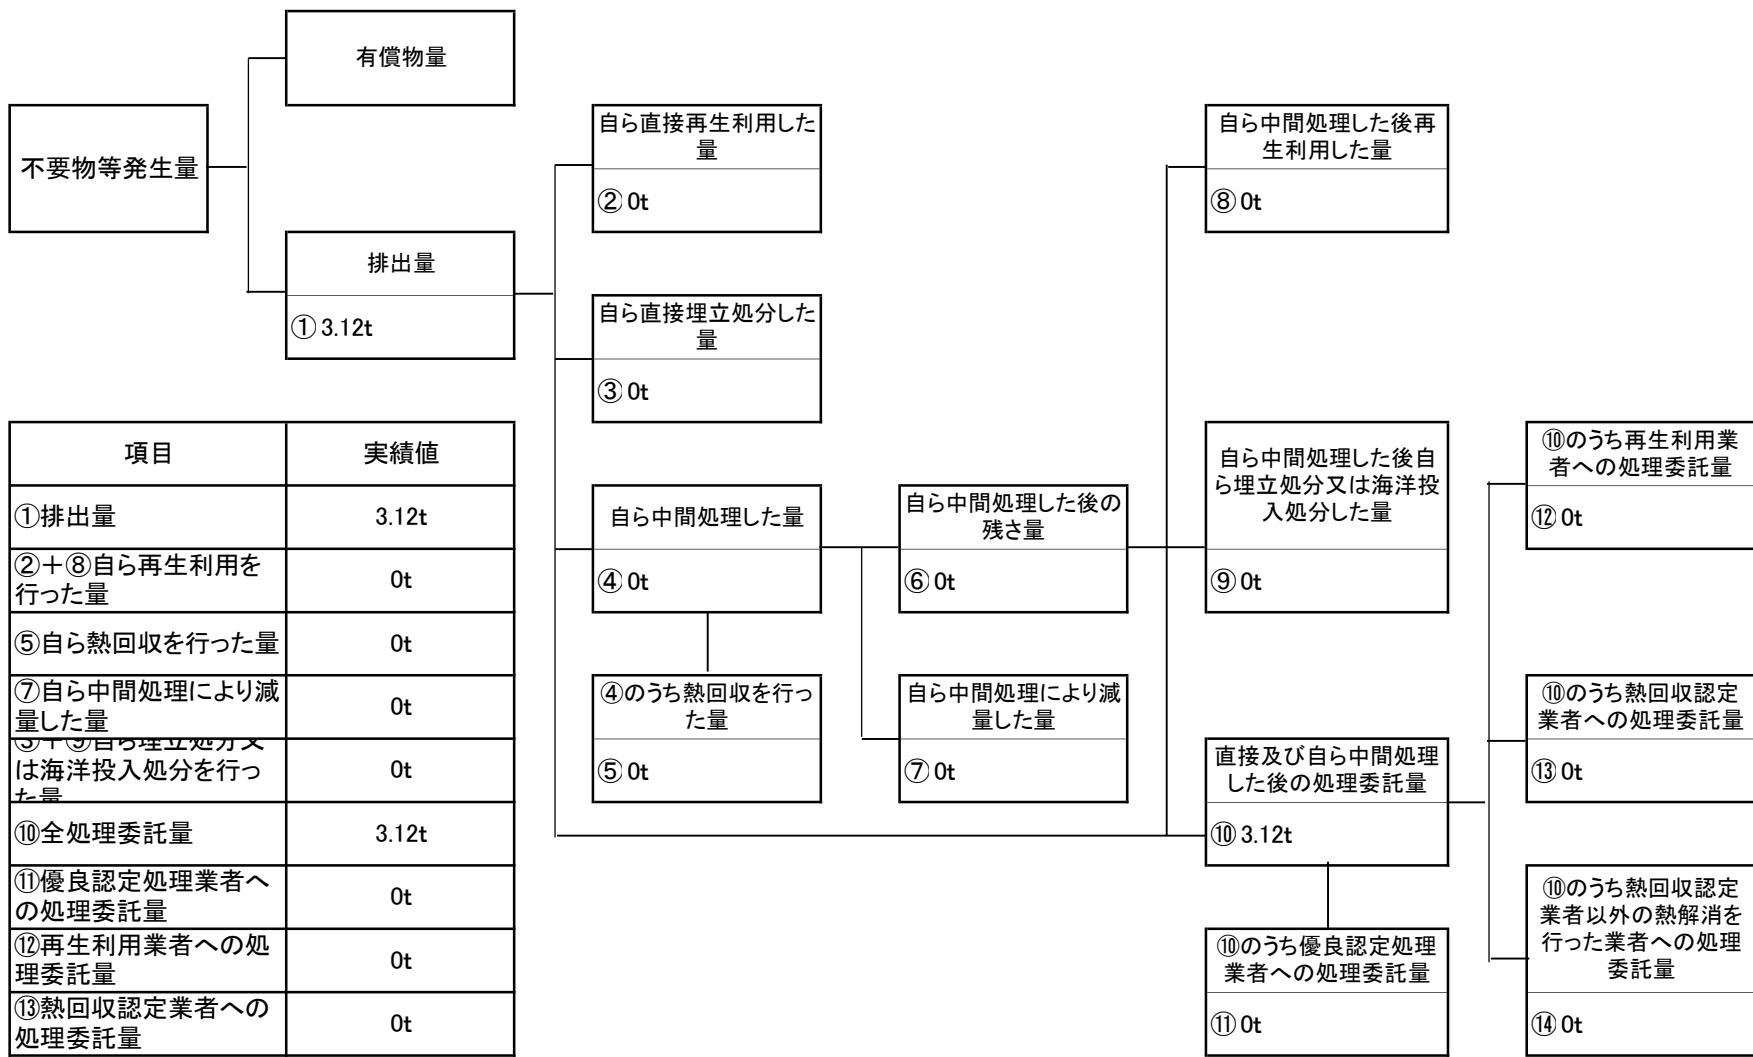 有償物量
不要物等発生量
排出量
① 3.12t
自ら直接再生利用した
量
② 0t
自ら直接埋立処分した
量
③ 0t
自ら中間処理した量
④ 0t
④のうち熱回収を行っ
た量
⑤ 0t
自ら中間処理した後の
残さ量
⑥ 0t
自ら中間処理により減
量した量
⑦ 0t
自ら中間処理した後再
生利用した量
⑧ 0t
自ら中間処理した後自
ら埋立処分又は海洋投
入処分した量
⑨ 0t
直接及び自ら中間処理
した後の処理委託量
⑩ 3.12t
⑩のうち優良認定処理
業者への処理委託量
⑪ 0t
⑩のうち再生利用業
者への処理委託量
⑫ 0t
⑩のうち熱回収認定
業者への処理委託量
⑬ 0t
⑩のうち熱回収認定
業者以外の熱解消を
行った業者への処理
委託量
⑭ 0t
項目 実績値
①排出量 3.12t
②＋⑧自ら再生利用を
行った量 0t
⑤自ら熱回収を行った量 0t
⑦自ら中間処理により減
量した量 0t
③＋⑨自ら埋立処分又
は海洋投入処分を行っ
た量 0t
⑩全処理委託量 3.12t
⑪優良認定処理業者へ
の処理委託量 0t
⑫再生利用業者への処
理委託量 0t
⑬熱回収認定業者への
処理委託量 0t